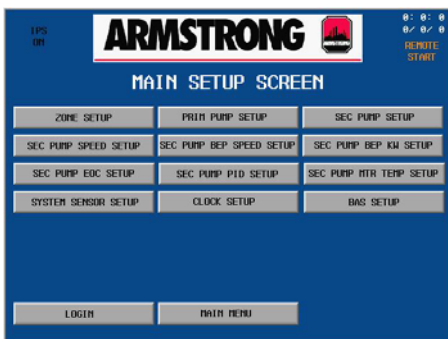 IPS
ON
ARMSTRONG
0: 0: 0
0/ 0/ 0
REMOTE
START
MAIN SETUP SCREEN
ZONE SETUP
PRIM PUMP SETUP
SEC PUMP SETUP
SEC PUMP SPEED SETUP
SEC PUMP BEP SPEED SETUP
SEC PUMP BEP KW SETUP
SEC PUMP EOC SETUP
SEC PUMP PID SETUP
SEC PUMP MTR TEMP SETUP
SYSTEM SENSOR SETUP
CLOCK SETUP
BAS SETUP
LOGIN
MAIN MENU